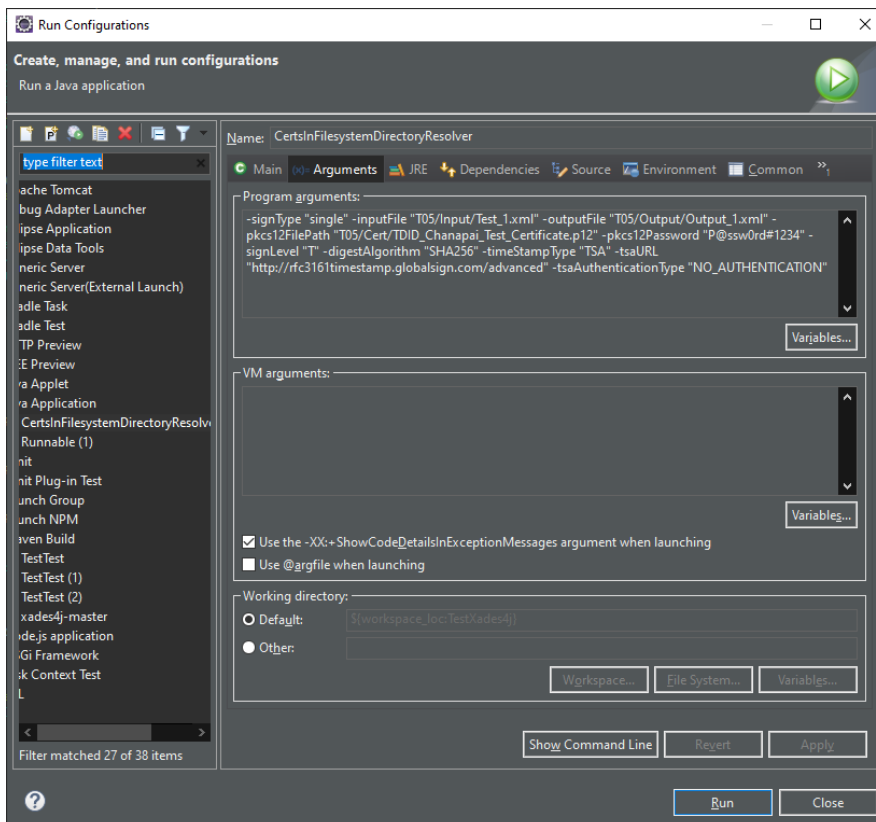 Run Configurations
Create, manage, and run configurations
Run a Java application
type filter text
ache Tomcat
bug Adapter Launcher
lipse Application
lipse Data Tools
neric Server
neric Server(External Launch)
adle Task
adle Test
TP Preview
EE Preview
va Applet
va Application
CertsInFilesystemDirectoryResolv
Runnable (1)
nit
nit Plug-in Test
unch Group
unch NPM
aven Build
TestTest
TestTest (1)
TestTest (2)
xades4j-master
ode.js application
Gi Framework
sk Context Test
L
Filter matched 27 of 38 items
Name: CertsInFilesystemDirectoryResolver
Main (x)= Arguments JRE Dependencies Source Environment Common »1
Program arguments:
-signType "single" -inputFile "T05/Input/Test_1.xml" -outputFile "T05/Output/Output_1.xml" -
pkcs12FilePath "T05/Cert/TDID_Chanapai_Test_Certificate.p12" -pkcs12Password "P@ssw0rd#1234" -
signLevel "T" -digestAlgorithm "SHA256" -timeStampType "TSA" -tsaURL
"http://rfc3161timestamp.globalsign.com/advanced" -tsaAuthenticationType "NO_AUTHENTICATION"
Variables...
VM arguments:
Variables...
Use the -XX:+ShowCodeDetailsInExceptionMessages argument when launching
Use @argfile when launching
Working directory:
Default: ${workspace_loc:TestXades4j}
Other:
Workspace... File System... Variables...
Show Command Line Revert Apply
Run Close